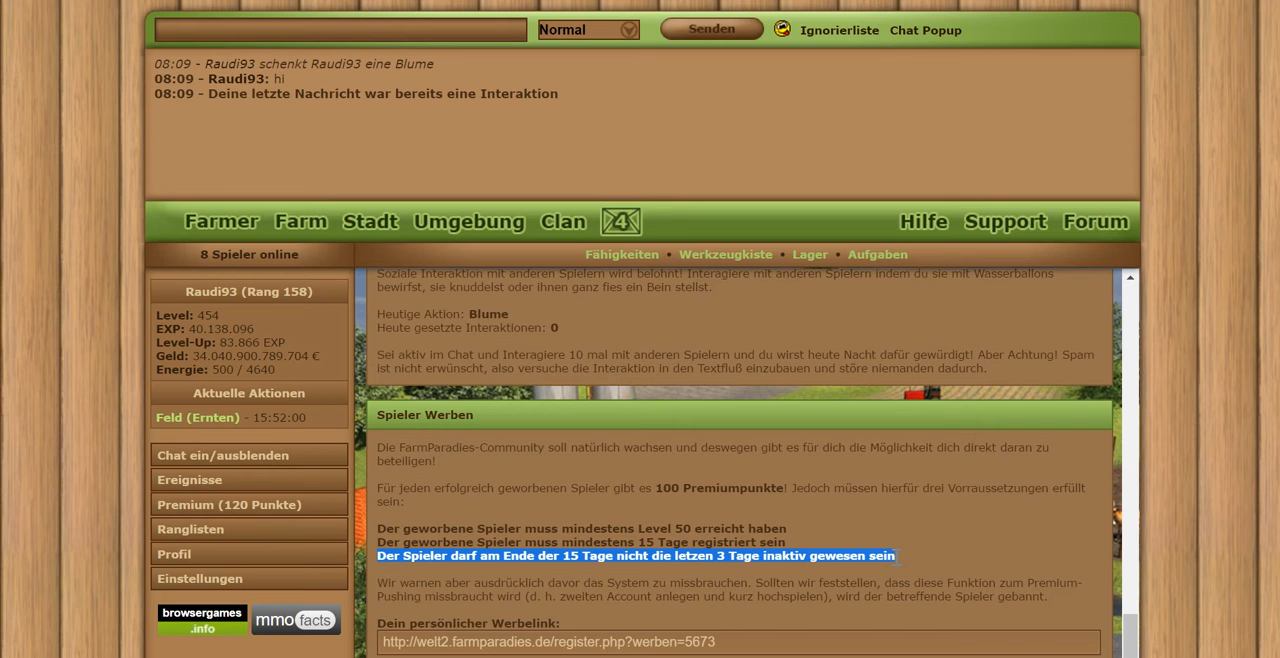 Normal
Senden
Ignorierliste Chat Popup
08:09 - Raudi93 schenkt Raudi93 eine Blume
08:09 - Raudi93: hi
08:09 - Deine letzte Nachricht war bereits eine Interaktion
Farmer Farm Stadt Umgebung Clan 4 Hilfe Support Forum
8 Spieler online
Fähigkeiten • Werkzeugkiste • Lager • Aufgaben
Raudi93 (Rang 158)
Level: 454
EXP: 40.138.096
Level-Up: 83.866 EXP
Geld: 34.040.900.789.704 €
Energie: 500 / 4640
Aktuelle Aktionen
Feld (Ernten) - 15:52:00
Chat ein/ausblenden
Ereignisse
Premium (120 Punkte)
Ranglisten
Profil
Einstellungen
browsergames
.info
mmofacts
Soziale Interaktion mit anderen Spielern wird belohnt! Interagiere mit anderen Spielern indem du sie mit Wasserballons
bewirfst, sie knuddelst oder ihnen ganz fies ein Bein stellst.
Heutige Aktion: Blume
Heute gesetzte Interaktionen: 0
Sei aktiv im Chat und Interagiere 10 mal mit anderen Spielern und du wirst heute Nacht dafür gewürdigt! Aber Achtung! Spam
ist nicht erwünscht, also versuche die Interaktion in den Textfluß einzubauen und störe niemanden dadurch.
Spieler Werben
Die FarmParadies-Community soll natürlich wachsen und deswegen gibt es für dich die Möglichkeit dich direkt daran zu
beteiligen!
Für jeden erfolgreich geworbenen Spieler gibt es 100 Premiumpunkte! Jedoch müssen hierfür drei Vorraussetzungen erfüllt
sein:
Der geworbene Spieler muss mindestens Level 50 erreicht haben
Der geworbene Spieler muss mindestens 15 Tage registriert sein
Der Spieler darf am Ende der 15 Tage nicht die letzen 3 Tage inaktiv gewesen sein
Wir warnen aber ausdrücklich davor das System zu missbrauchen. Sollten wir feststellen, dass diese Funktion zum Premium-
Pushing missbraucht wird (d. h. zweiten Account anlegen und kurz hochspielen), wird der betreffende Spieler gebannt.
Dein persönlicher Werbelink:
http://welt2.farmparadies.de/register.php?werben=5673